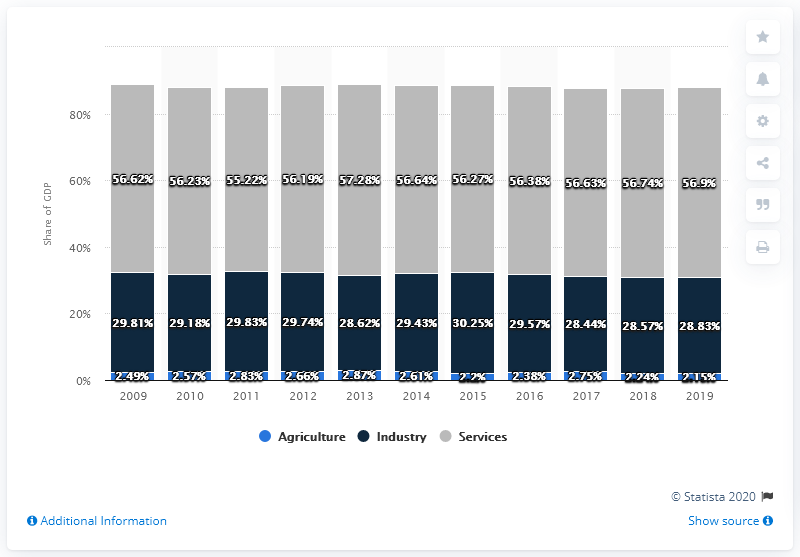 80%
56.62% 56.23% 55.22% 56.19% 57.28% 56.64% 56.27% 56.38% 56.63% 56.74% 56.9%
60%
Share of GDP
40%
29.81% 29.18% 29.83% 29.74% 28.62% 29.43% 30.25% 29.57% 28.44% 28.57% 28.83%
20%
2.49% 2.57% 2.83% 2.66% 2.87% 2.61% 2.2% 2.38% 2.75% 2.24% 2.15%
0%
2009 2010 2011 2012 2013 2014 2015 2016 2017 2018 2019
Agriculture Industry Services
© Statista 2020
Additional Information Show source